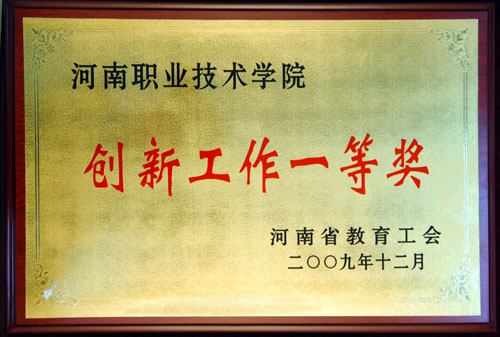 河南职业技术学院
创新工作一等奖
河南省教育工会
二〇〇九年十二月